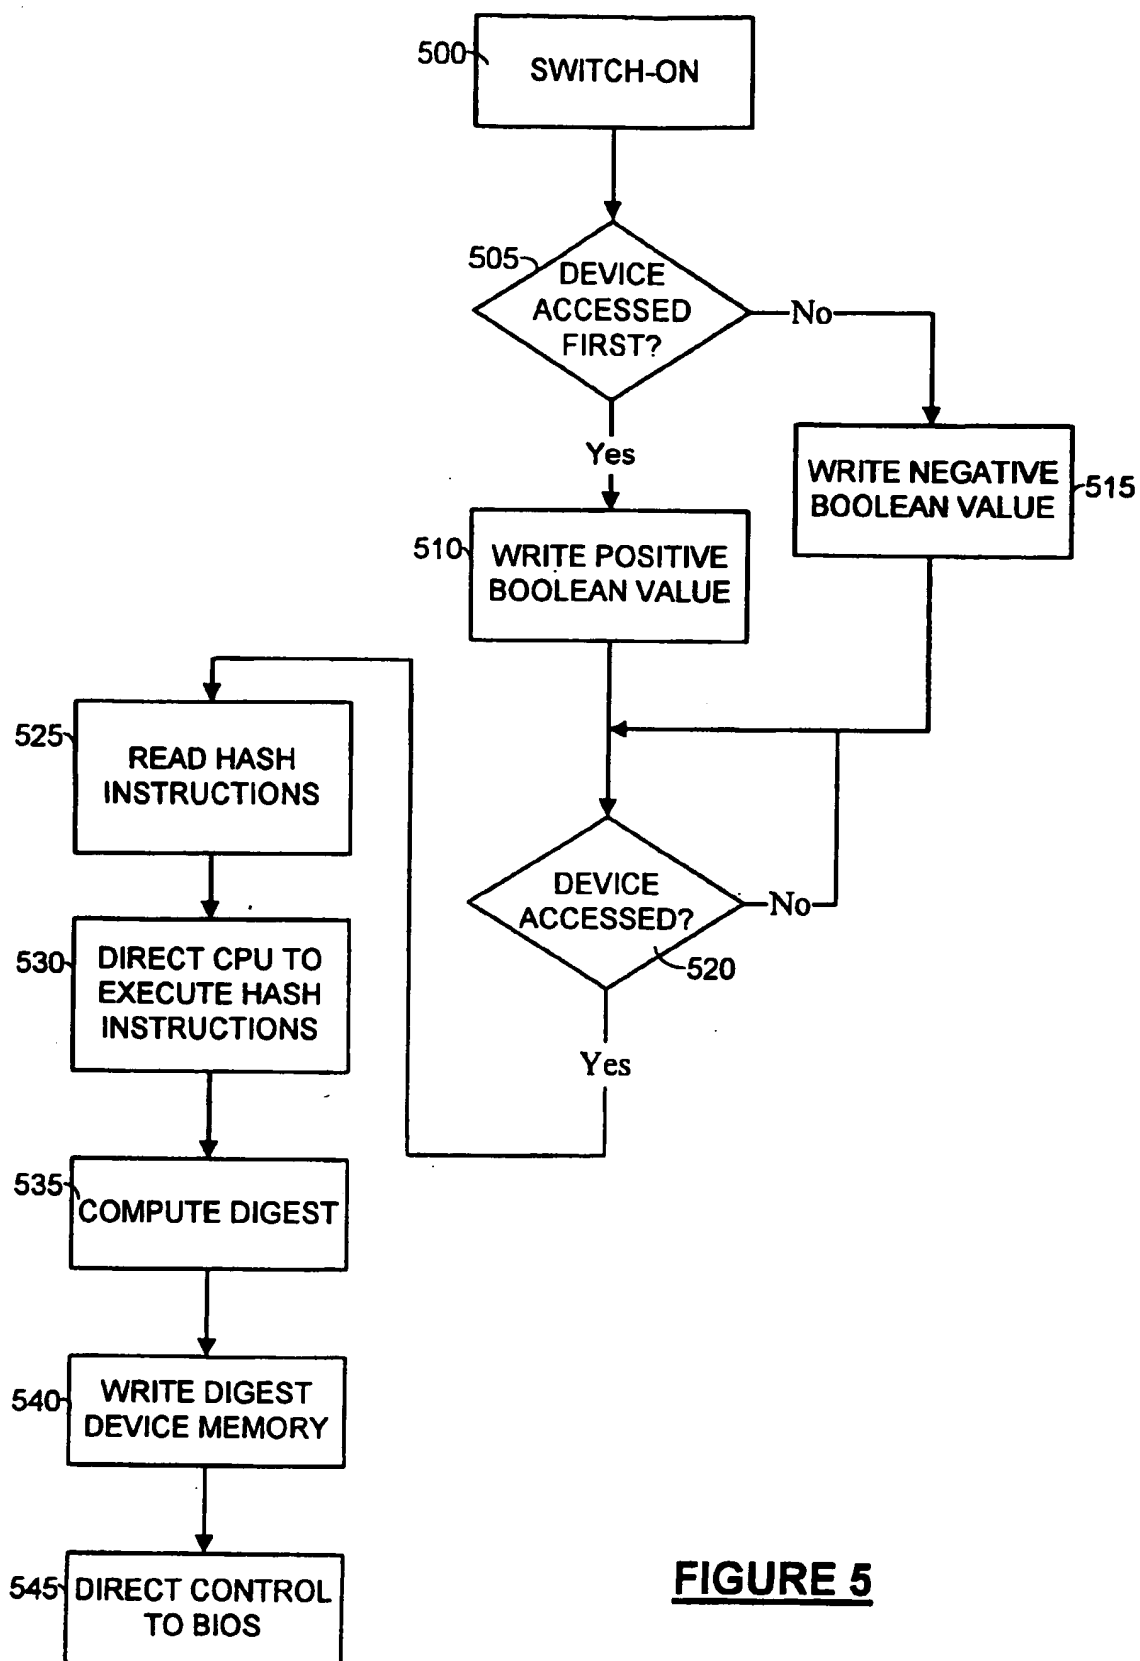 500
SWITCH-ON
505
DEVICE
ACCESSED
FIRST?
No
Yes
WRITE NEGATIVE
BOOLEAN VALUE
515
510
WRITE POSITIVE
BOOLEAN VALUE
DEVICE
ACCESSED?
No
520
Yes
525
READ HASH
INSTRUCTIONS
530
DIRECT CPU TO
EXECUTE HASH
INSTRUCTIONS
535
COMPUTE DIGEST
540
WRITE DIGEST
DEVICE MEMORY
545
DIRECT CONTROL
TO BIOS
FIGURE 5